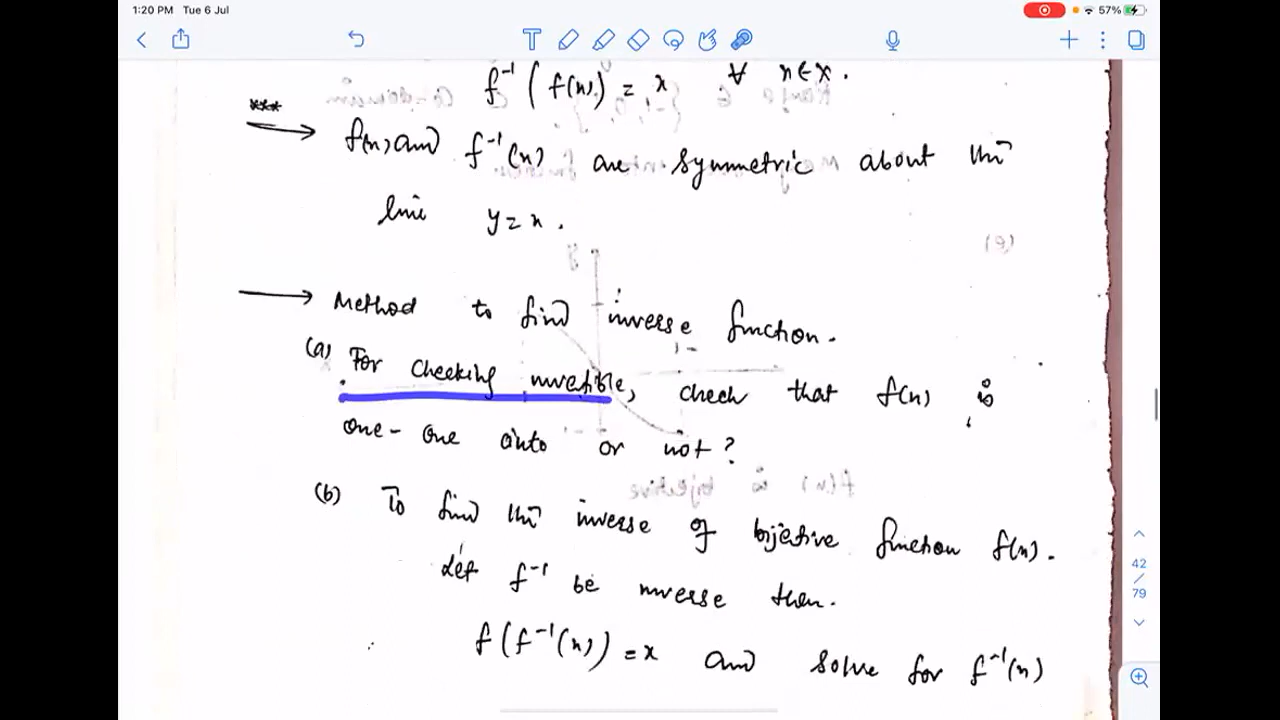 1:20 PM Tue 6 Jul
57%
f⁻¹ (f(x)) = x ∀ x ∈ X.
***
→ f(x) and f⁻¹(x) are symmetric about the
line y = x.
→ Method to find inverse function.
(a) For checking invertible, check that f(x) is
one-one onto or not?
(b) To find the inverse of bijective function f(x).
Let f⁻¹ be inverse then.
f(f⁻¹(x)) = x and solve for f⁻¹(x)
42
/
79